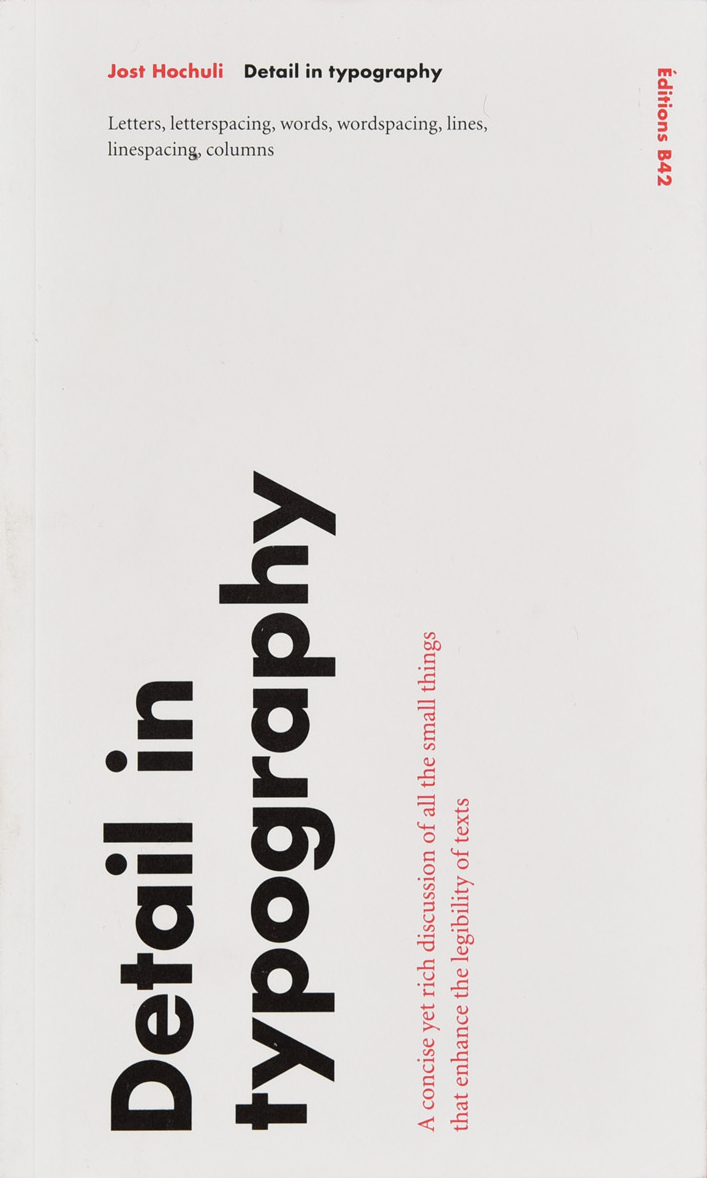 Jost Hochuli Detail in typography
Letters, letterspacing, words, wordspacing, lines,
linespacing, columns
Éditions B42
Detail in
typography
A concise yet rich discussion of all the small things
that enhance the legibility of texts